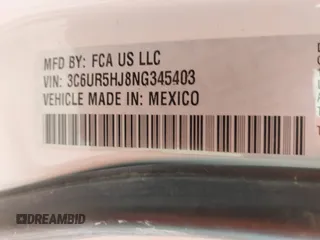 MFD BY: FCA US LLC
VIN: 3C6UR5HJ8NG345403
VEHICLE MADE IN: MEXICO
DREAMBID